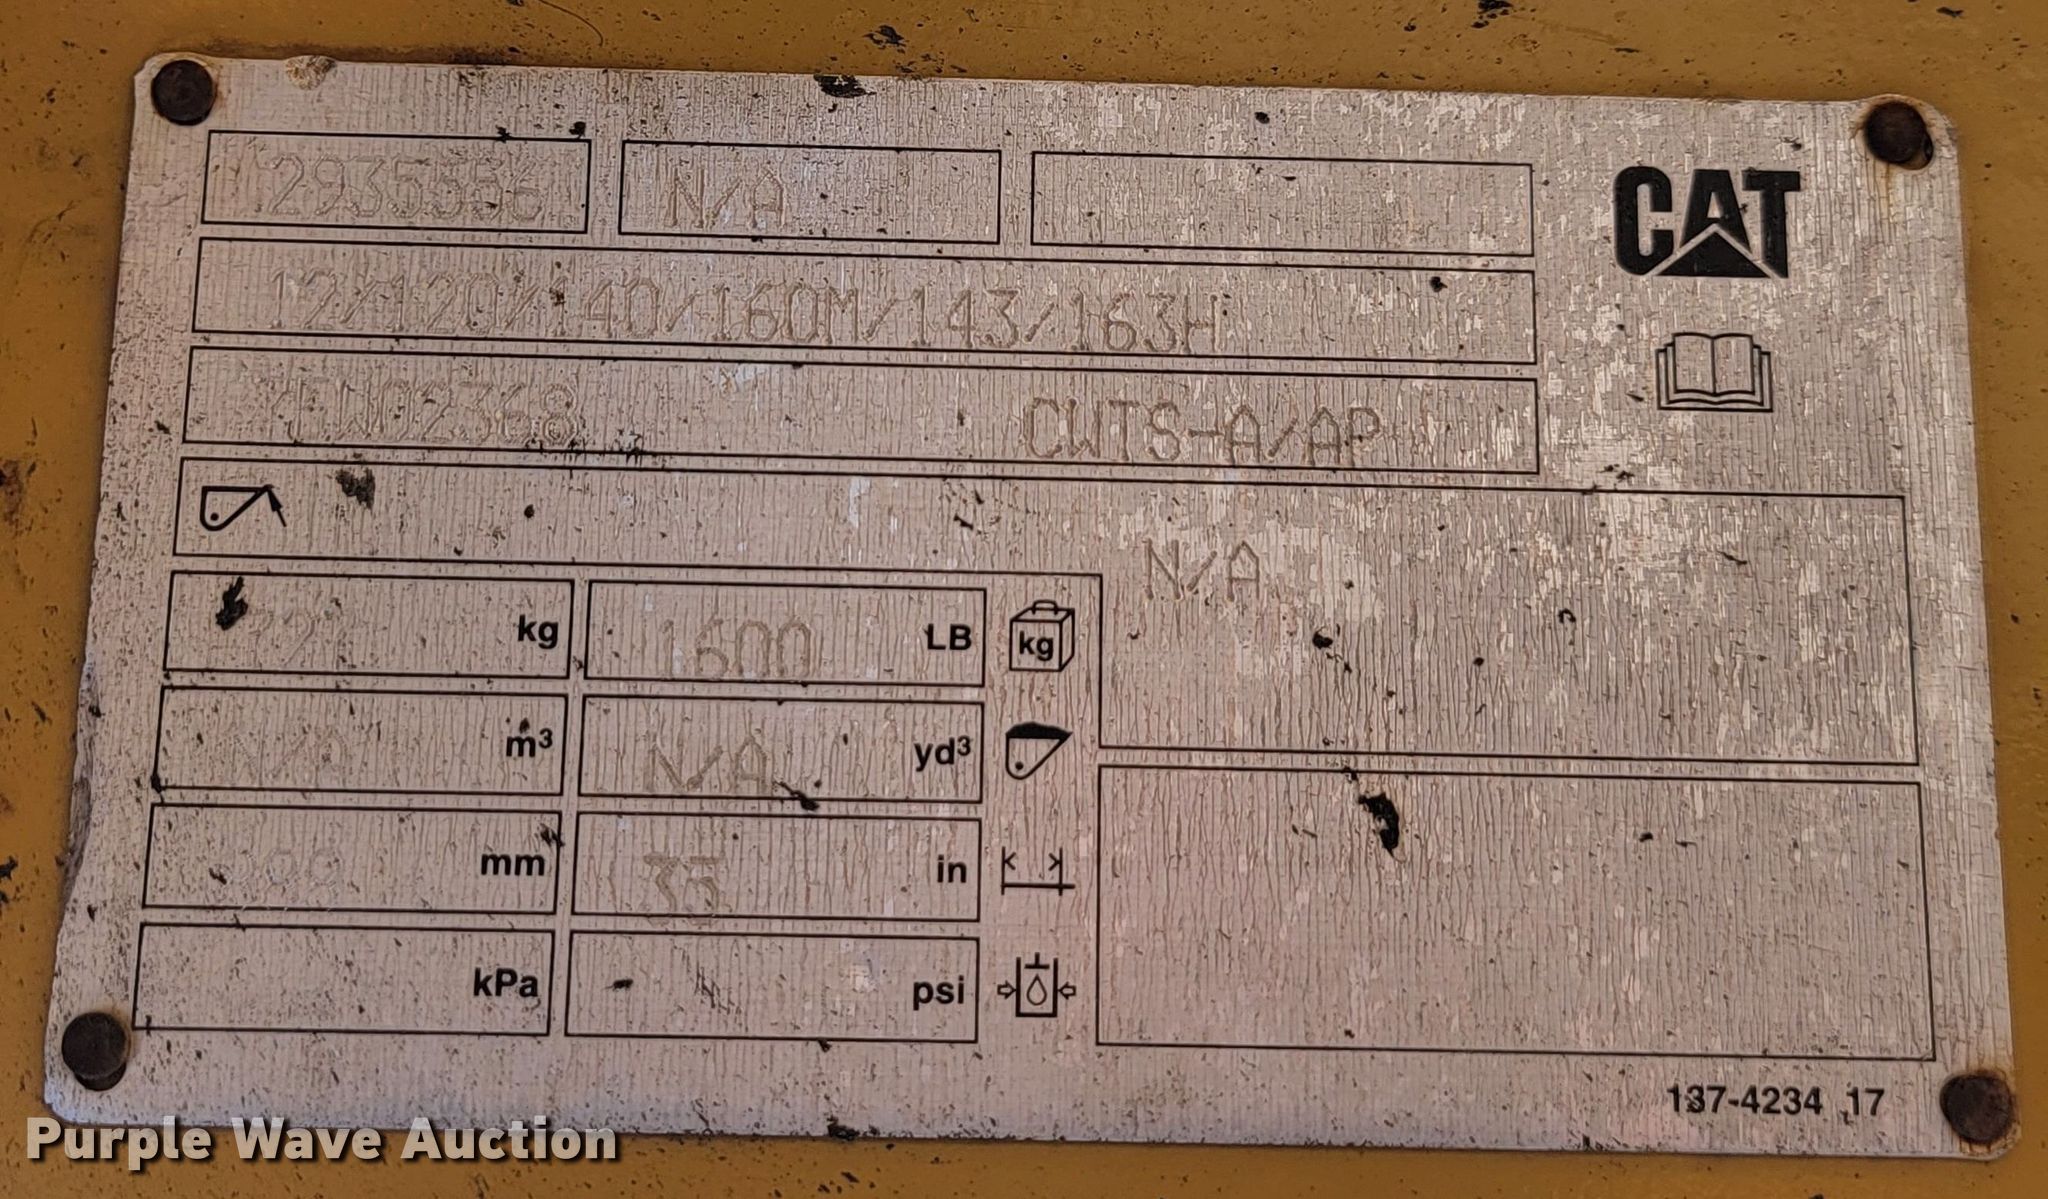 2935556 N/A
CAT
12/120/140/160M/143/163H
CWTS-A/AP
N/A
kg 1600 LB kg
m³ N/A yd³
mm 35 in
kPa psi
137-4234 17
Purple Wave Auction